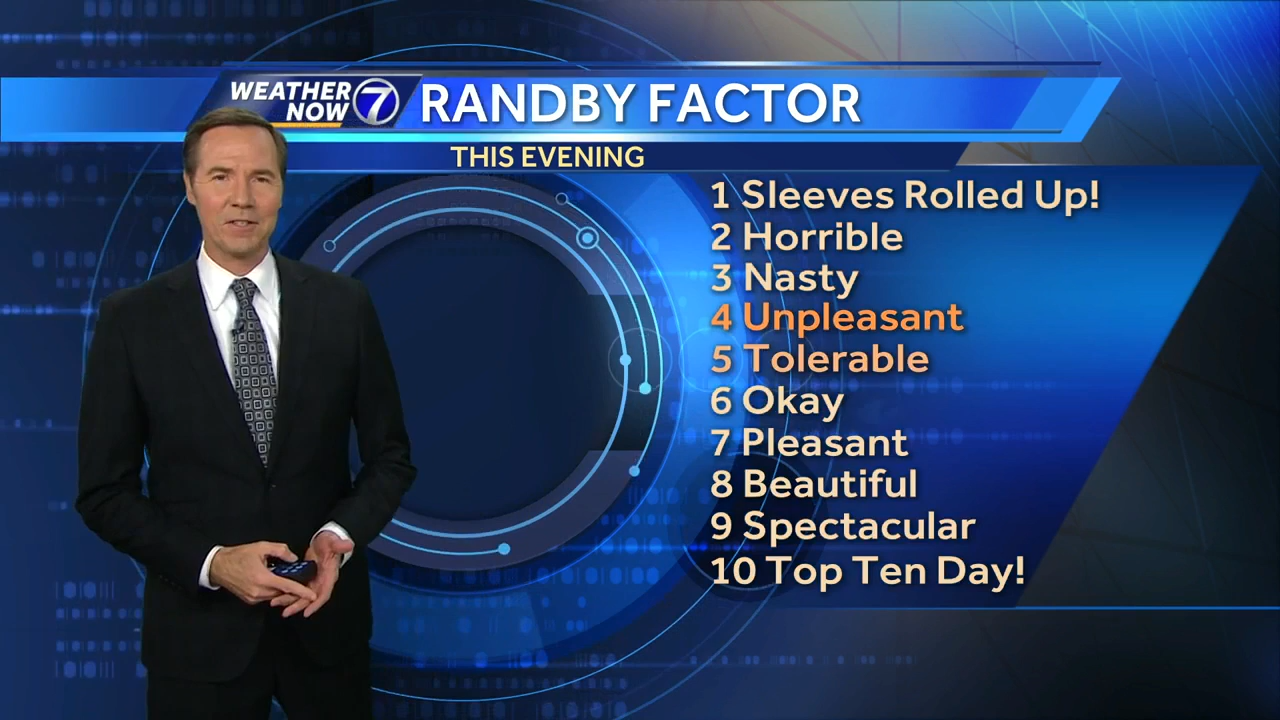 WEATHER
NOW 7
RANDBY FACTOR
THIS EVENING
1 Sleeves Rolled Up!
2 Horrible
3 Nasty
4 Unpleasant
5 Tolerable
6 Okay
7 Pleasant
8 Beautiful
9 Spectacular
10 Top Ten Day!